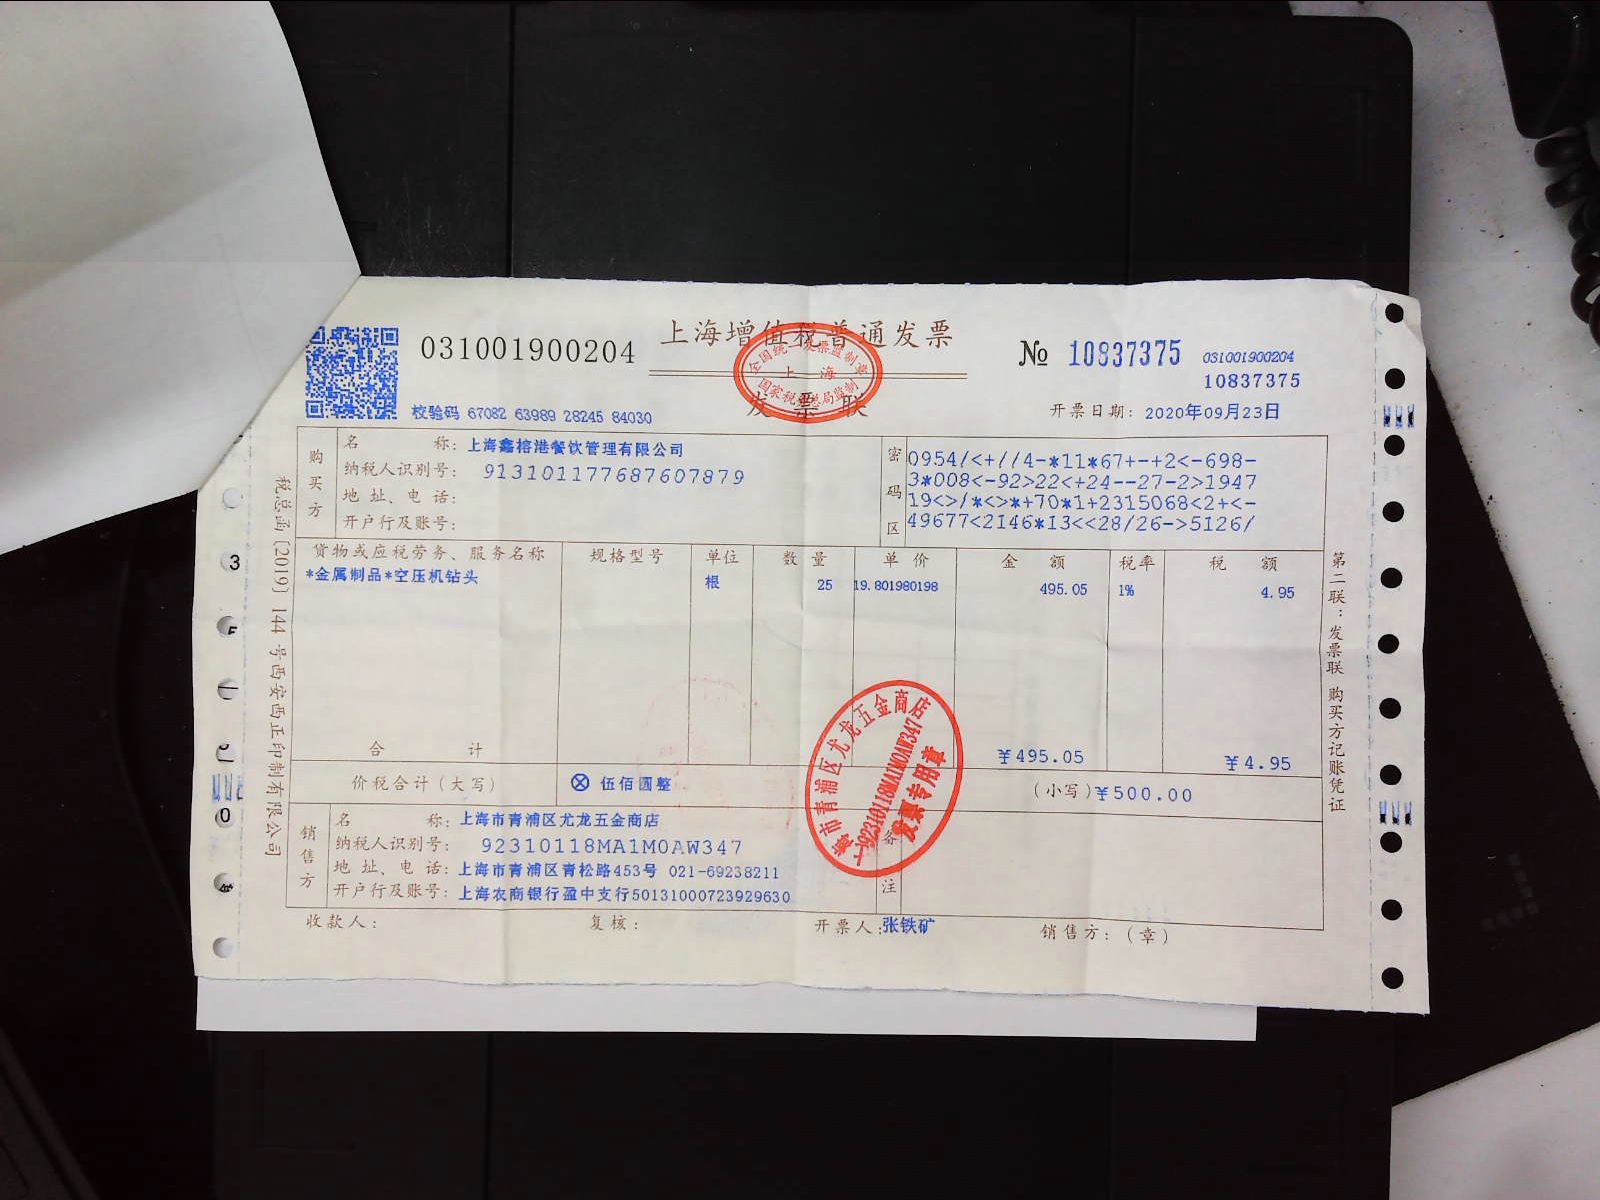 上海增值税普通发票
发票联
全国统一发票监制章
上海
国家税务总局监制
031001900204
№ 10837375
031001900204
10837375
校验码 67082 63989 28245 84030
开票日期: 2020年09月23日
购买方
名称: 上海鑫榕港餐饮管理有限公司
纳税人识别号: 913101177687607879
地址、电话:
开户行及账号:
密码区
0954/<+//4-*11*67+-+2<-698-
3*008<-92>22<+24--27-2>1947
19<>/*<>*+70*1+2315068<2+<-
49677<2146*13<<28/26->5126/
货物或应税劳务、服务名称 规格型号 单位 数量 单价 金额 税率 税额
*金属制品*空压机钻头 根 25 19.801980198 495.05 1% 4.95
合计 ¥495.05 ¥4.95
价税合计(大写) ⊗ 伍佰圆整 (小写) ¥500.00
销售方
名称: 上海市青浦区尤龙五金商店
纳税人识别号: 92310118MA1M0AW347
地址、电话: 上海市青浦区青松路453号 021-69238211
开户行及账号: 上海农商银行盈中支行50131000723929630
备注
上海市青浦区尤龙五金商店
92310118MA1M0AW347
发票专用章
收款人: 复核: 开票人: 张铁矿 销售方: (章)
税总函[2019]144号西安西正印制有限公司
第二联:发票联 购买方记账凭证
3
0
4